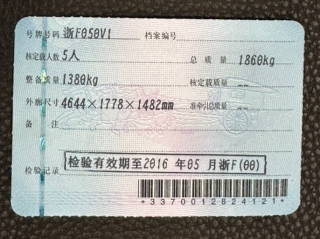 号牌号码 浙F050V1 档案编号
核定载人数 5人 总质量 1860kg
整备质量 1380kg 核定载质量 --
外廓尺寸 4644×1778×1482mm 准牵引总质量 --
备注
检验记录 检验有效期至2016年05月浙F(00)
*3370012824121*